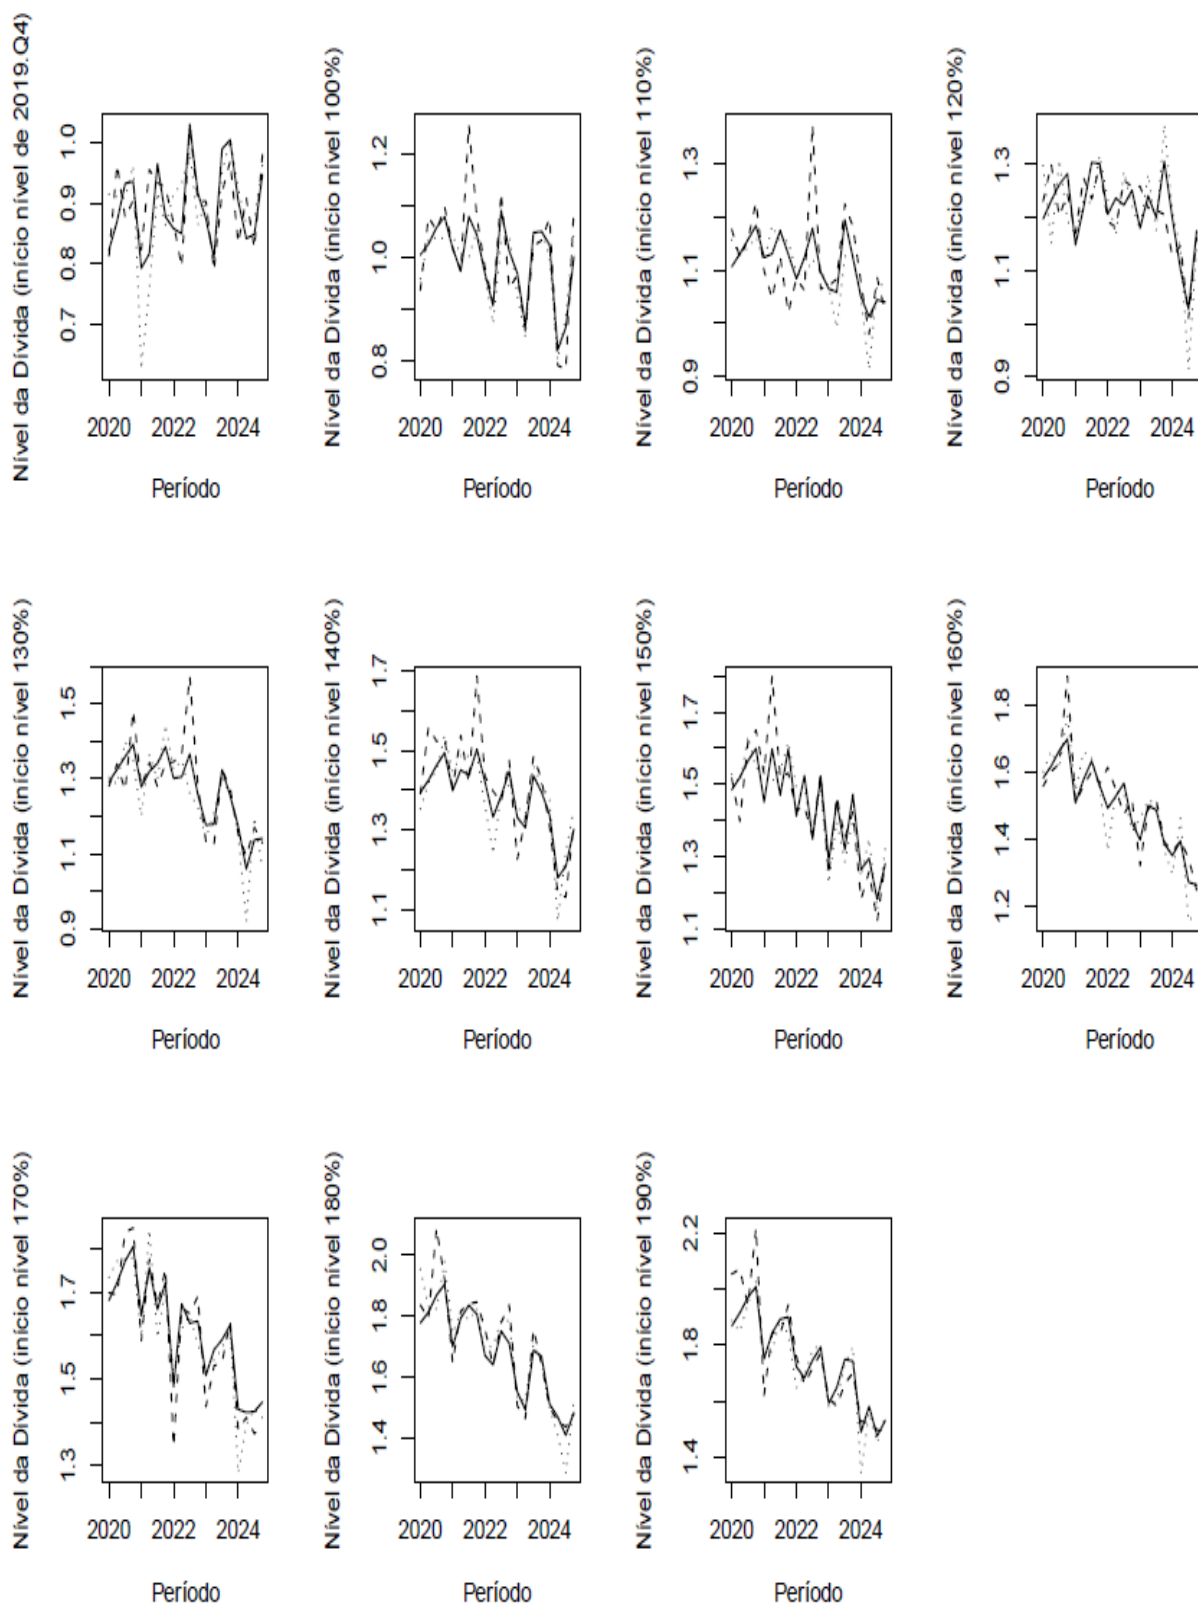 Nível da Dívida (início nível de 2019.Q4)
0.7 0.8 0.9 1.0
2020 2022 2024
Período
Nível da Dívida (início nível 100%)
0.8 1.0 1.2
2020 2022 2024
Período
Nível da Dívida (início nível 110%)
0.9 1.1 1.3
2020 2022 2024
Período
Nível da Dívida (início nível 120%)
0.9 1.1 1.3
2020 2022 2024
Período
Nível da Dívida (início nível 130%)
0.9 1.1 1.3 1.5
2020 2022 2024
Período
Nível da Dívida (início nível 140%)
1.1 1.3 1.5 1.7
2020 2022 2024
Período
Nível da Dívida (início nível 150%)
1.1 1.3 1.5 1.7
2020 2022 2024
Período
Nível da Dívida (início nível 160%)
1.2 1.4 1.6 1.8
2020 2022 2024
Período
Nível da Dívida (início nível 170%)
1.3 1.5 1.7
2020 2022 2024
Período
Nível da Dívida (início nível 180%)
1.4 1.6 1.8 2.0
2020 2022 2024
Período
Nível da Dívida (início nível 190%)
1.4 1.8 2.2
2020 2022 2024
Período